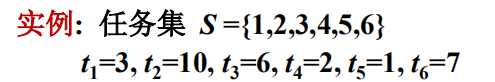 实例: 任务集 S ={1,2,3,4,5,6}
t₁=3, t₂=10, t₃=6, t₄=2, t₅=1, t₆=7